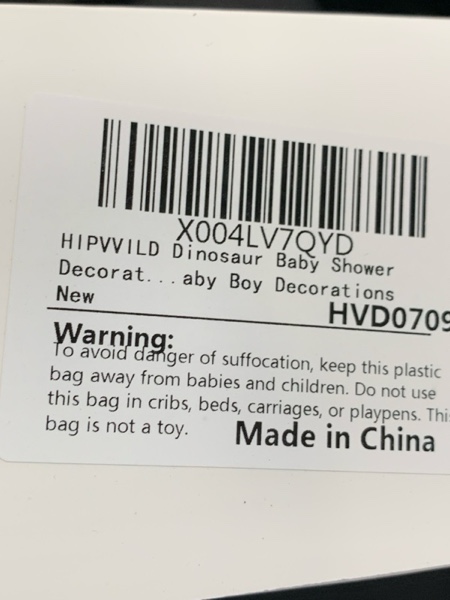 X004LV7QYD
HIPVVILD Dinosaur Baby Shower
Decorat...aby Boy Decorations
New
HVD0709
Warning:
To avoid danger of suffocation, keep this plastic
bag away from babies and children. Do not use
this bag in cribs, beds, carriages, or playpens. Thi
bag is not a toy.
Made in China